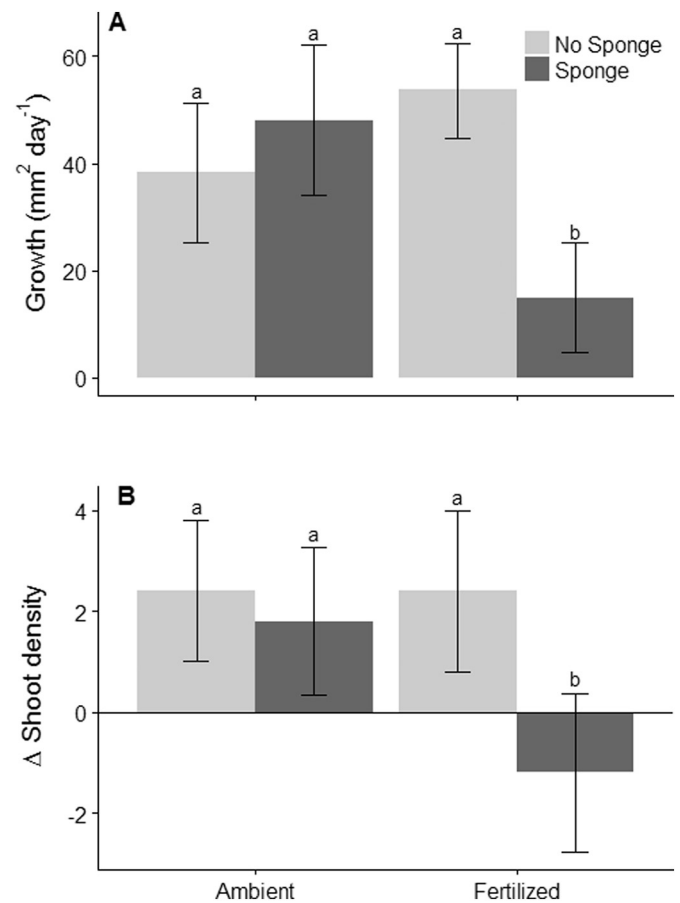 A
a
a
a
b
No Sponge
Sponge
60
40
20
0
Growth (mm² day⁻¹)
B
a
a
a
b
4
2
0
-2
Δ Shoot density
Ambient Fertilized